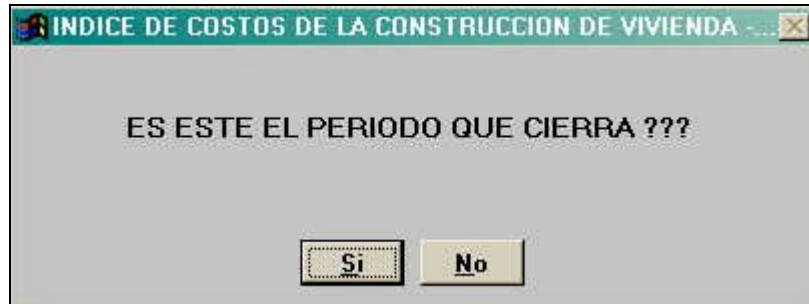 INDICE DE COSTOS DE LA CONSTRUCCION DE VIVIENDA -...
ES ESTE EL PERIODO QUE CIERRA ???
Si No